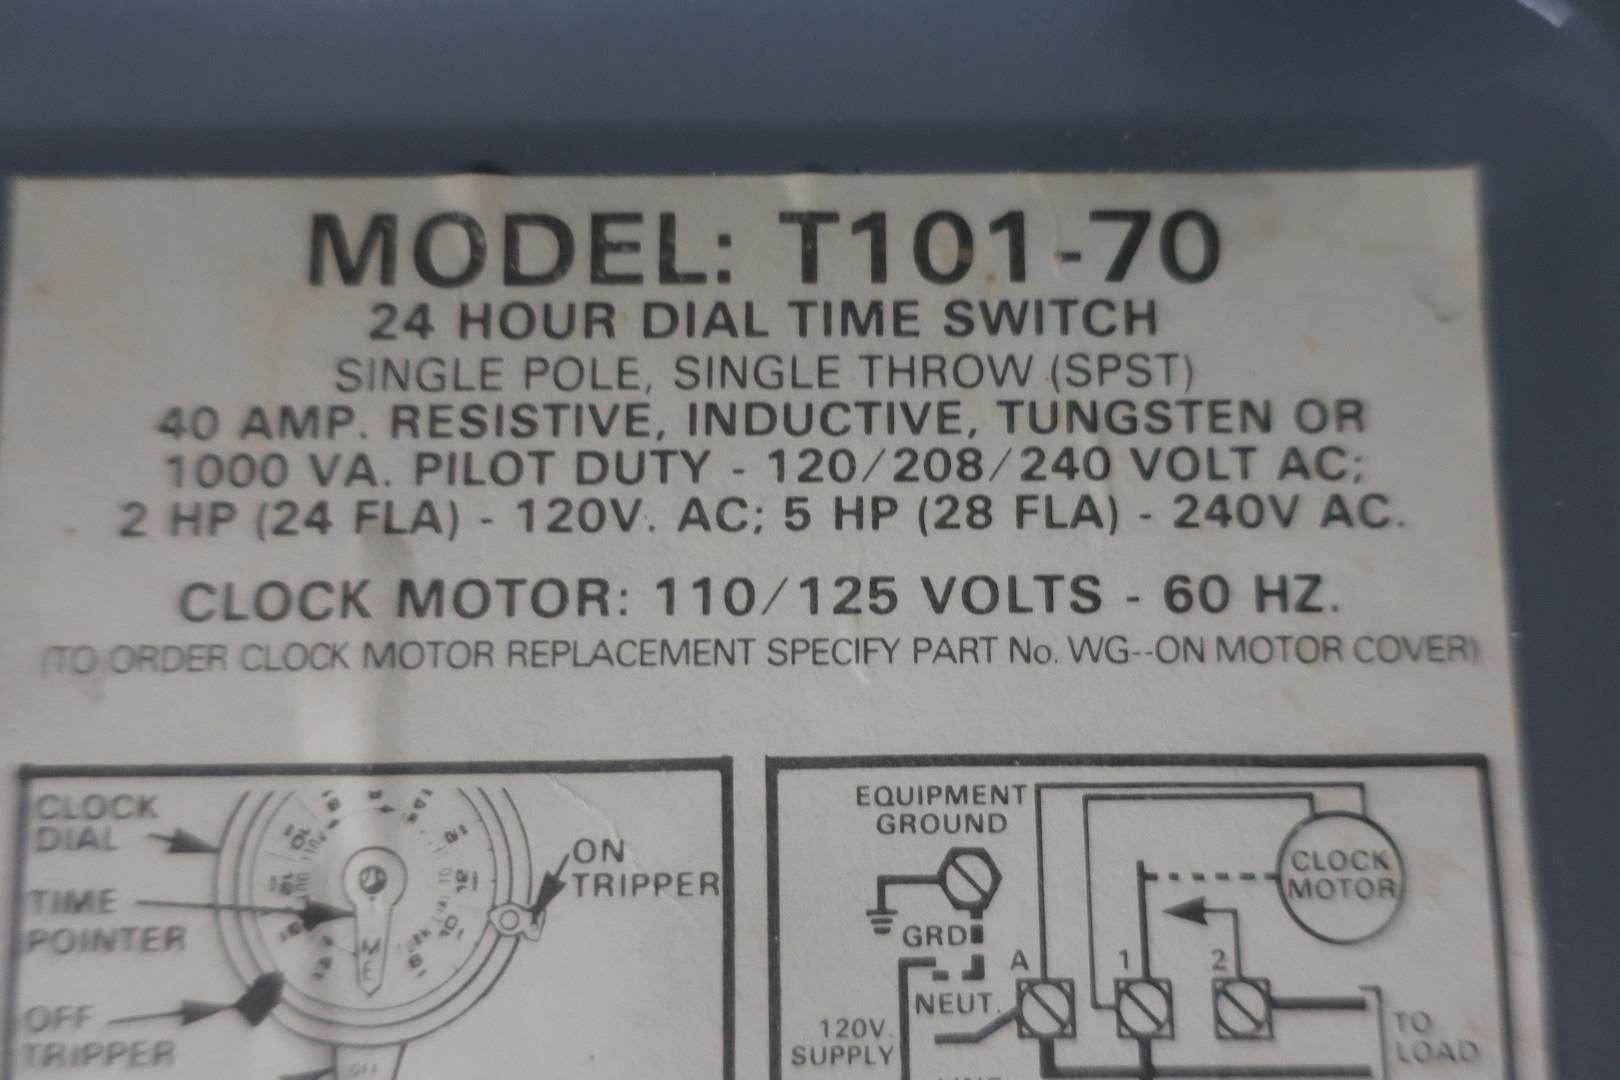 MODEL: T101-70
24 HOUR DIAL TIME SWITCH
SINGLE POLE, SINGLE THROW (SPST)
40 AMP. RESISTIVE, INDUCTIVE, TUNGSTEN OR
1000 VA. PILOT DUTY - 120/208/240 VOLT AC;
2 HP (24 FLA) - 120V. AC; 5 HP (28 FLA) - 240V AC.
CLOCK MOTOR: 110/125 VOLTS - 60 HZ.
(TO ORDER CLOCK MOTOR REPLACEMENT SPECIFY PART No. WG--ON MOTOR COVER)
CLOCK
DIAL
TIME
POINTER
OFF
TRIPPER
ON
TRIPPER
12
10
OFF
EQUIPMENT
GROUND
GRD
NEUT.
120V.
SUPPLY
A
1
2
CLOCK
MOTOR
TO
LOAD